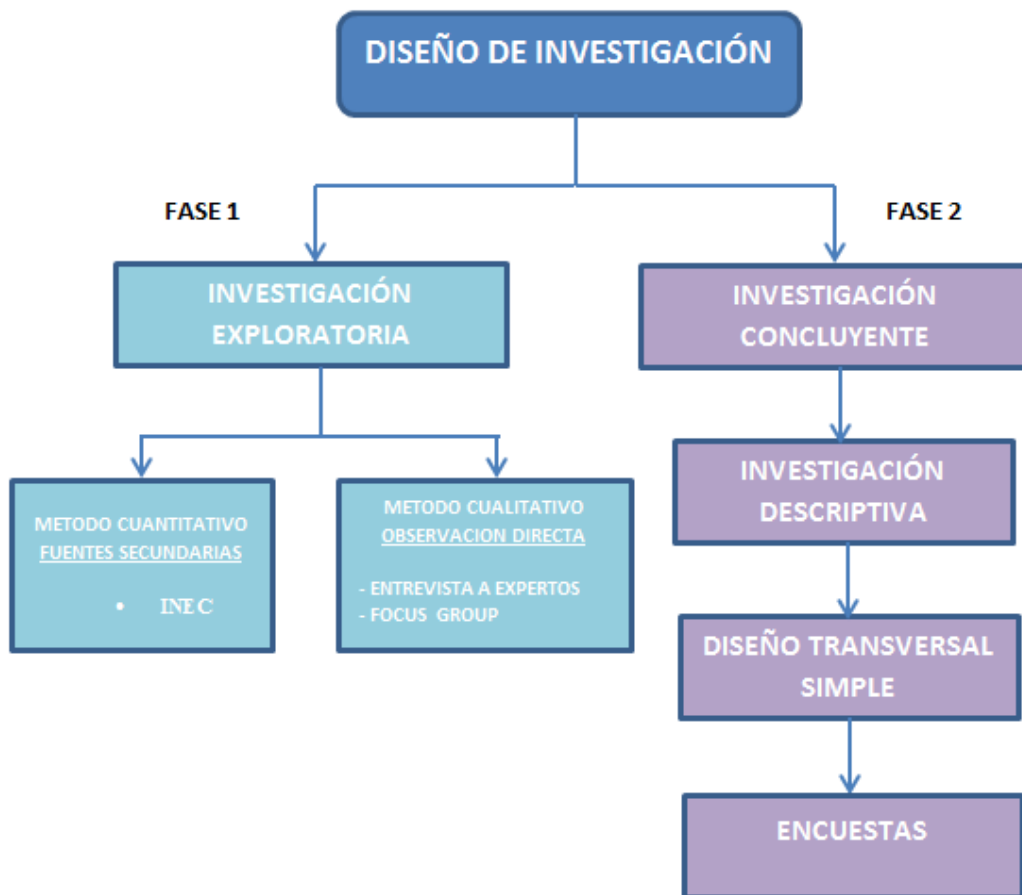 DISEÑO DE INVESTIGACIÓN
FASE 1
FASE 2
INVESTIGACIÓN
EXPLORATORIA
INVESTIGACIÓN
CONCLUYENTE
METODO CUANTITATIVO
FUENTES SECUNDARIAS
• INEC
METODO CUALITATIVO
OBSERVACION DIRECTA
- ENTREVISTA A EXPERTOS
- FOCUS GROUP
INVESTIGACIÓN
DESCRIPTIVA
DISEÑO TRANSVERSAL
SIMPLE
ENCUESTAS